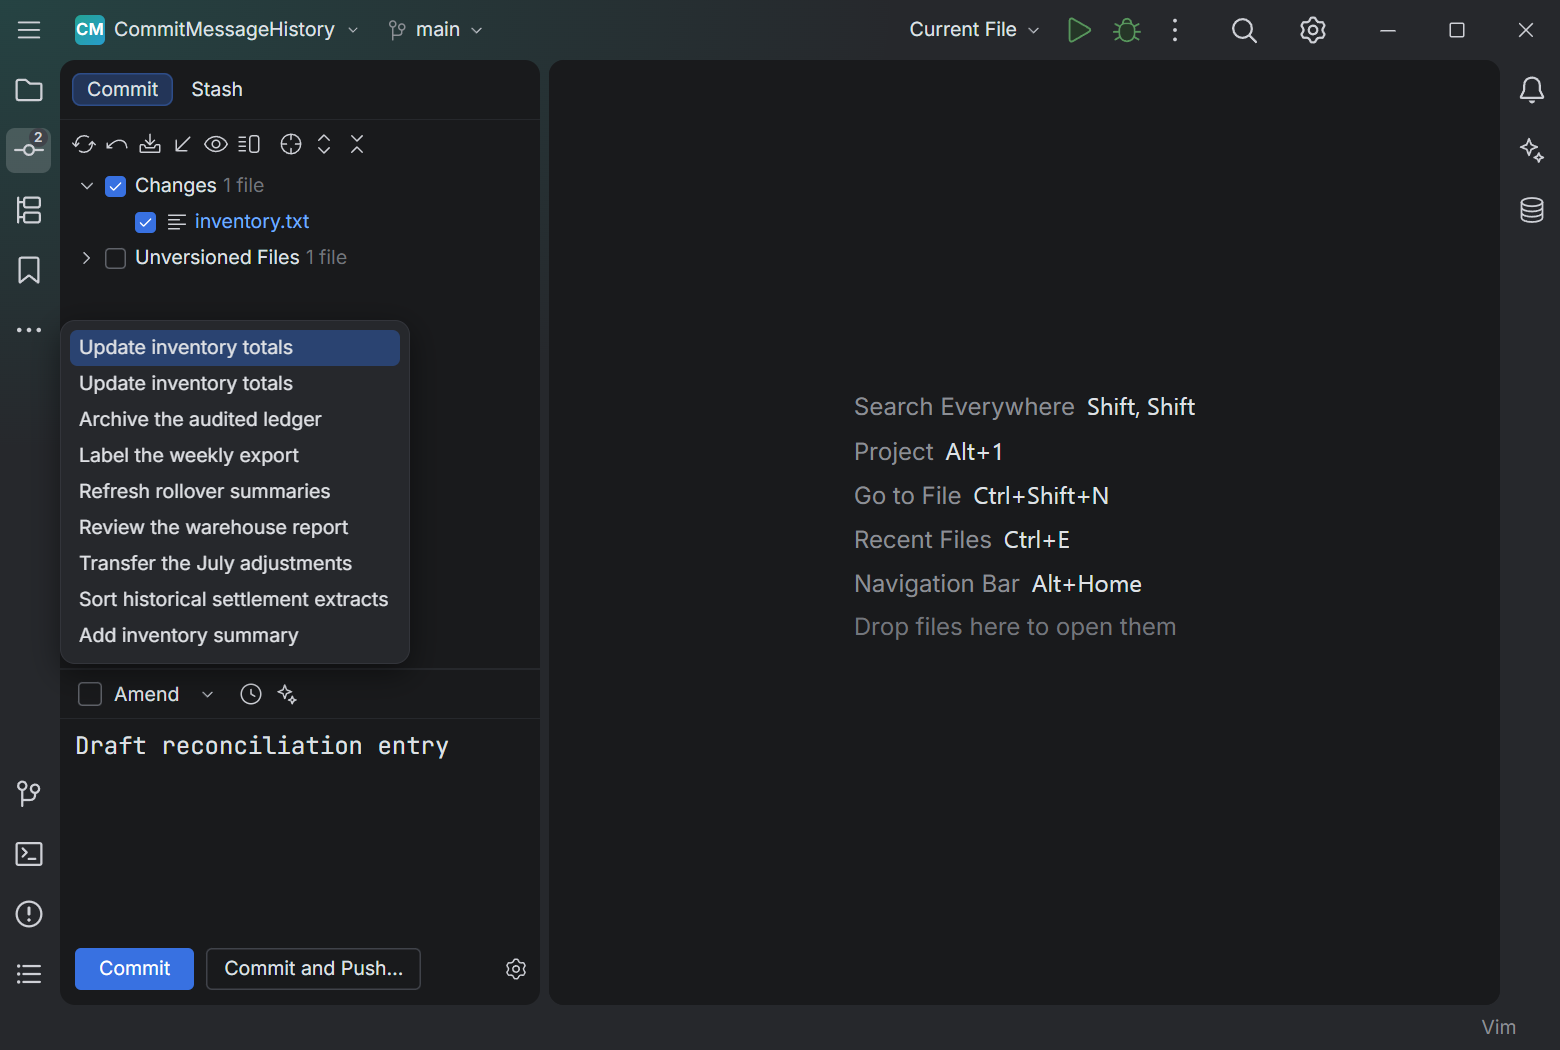 CM CommitMessageHistory main Current File
Commit Stash
2
Changes 1 file
inventory.txt
Unversioned Files 1 file
Update inventory totals
Update inventory totals
Archive the audited ledger
Label the weekly export
Refresh rollover summaries
Review the warehouse report
Transfer the July adjustments
Sort historical settlement extracts
Add inventory summary
Amend
Draft reconciliation entry
Commit Commit and Push...
Search Everywhere Shift, Shift
Project Alt+1
Go to File Ctrl+Shift+N
Recent Files Ctrl+E
Navigation Bar Alt+Home
Drop files here to open them
Vim